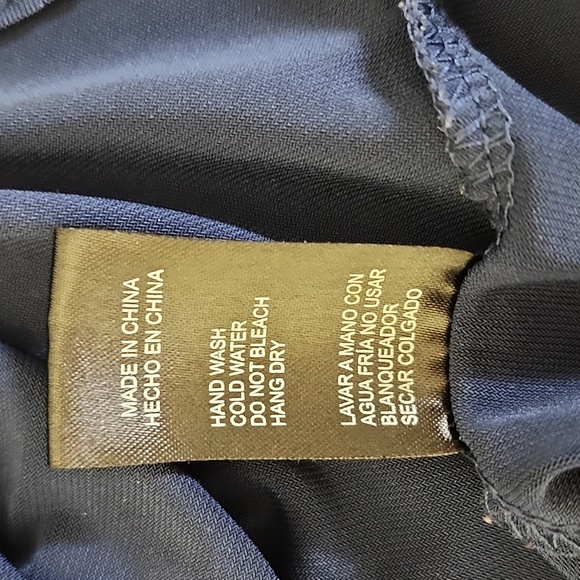 MADE IN CHINA
HECHO EN CHINA
HAND WASH
COLD WATER
DO NOT BLEACH
HANG DRY
LAVAR A MANO CON
AGUA FRÍA NO USAR
BLANQUEADOR
SECAR COLGADO